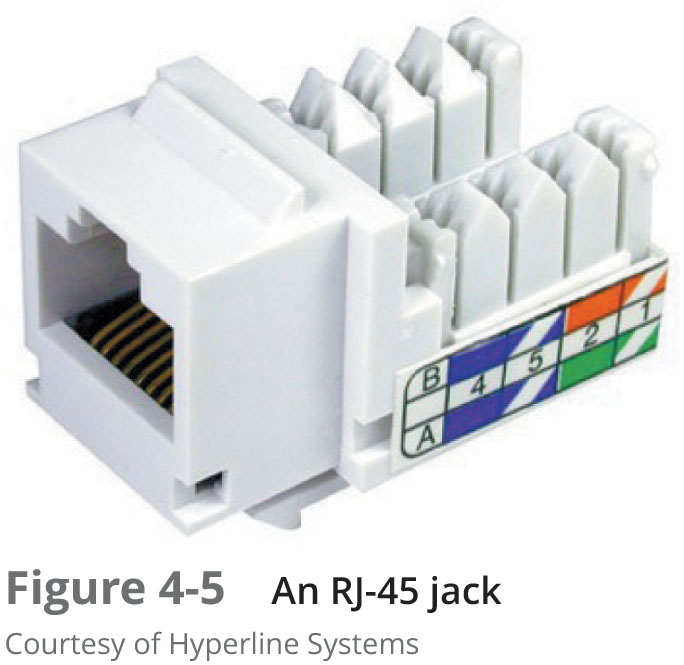 B
4 5 2 1
A
Figure 4-5 An RJ-45 jack
Courtesy of Hyperline Systems